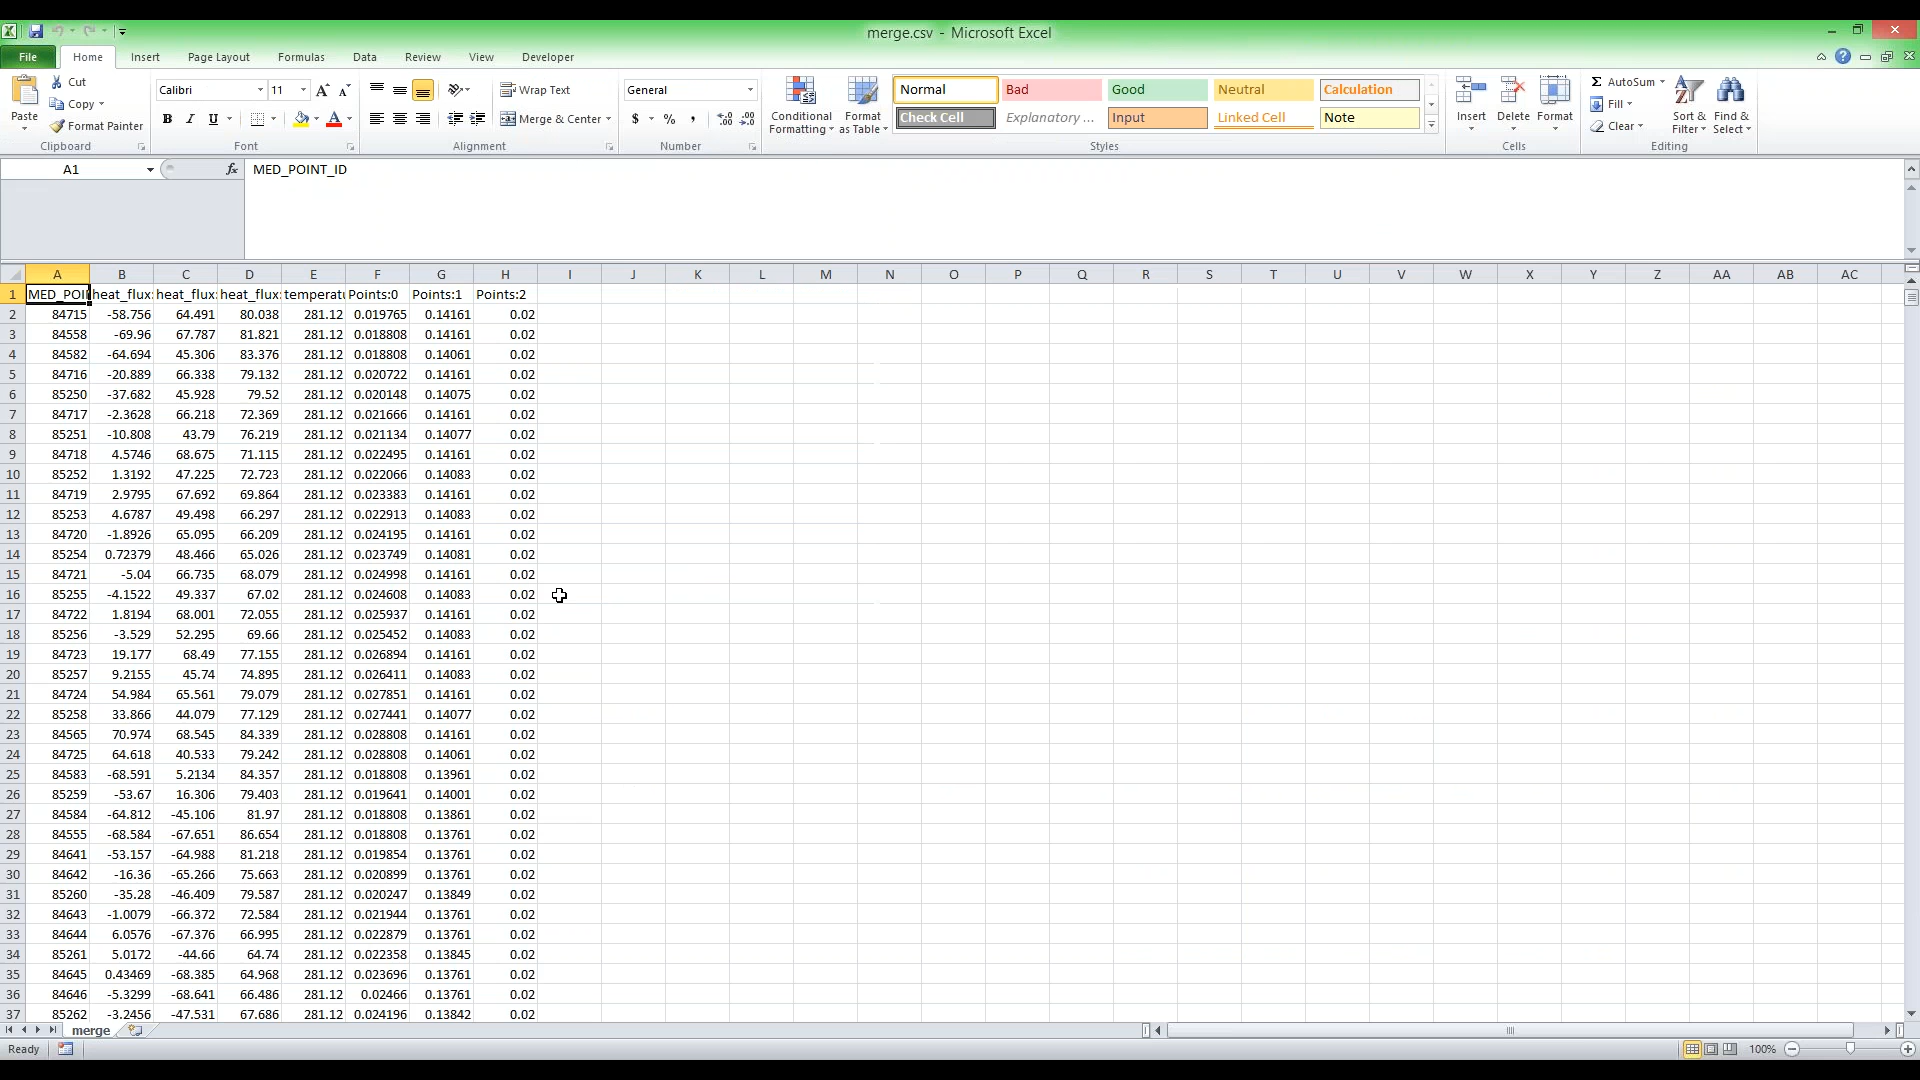 merge.csv - Microsoft Excel
File Home Insert Page Layout Formulas Data Review View Developer
Paste Cut Copy Format Painter Clipboard
Calibri 11 Font
Wrap Text Merge & Center Alignment
General $ % , Number
Conditional Formatting Format as Table
Normal Bad Good Neutral Calculation
Check Cell Explanatory ... Input Linked Cell Note
Styles
Insert Delete Format Cells
AutoSum Fill Clear Sort & Filter Find & Select Editing
A1 fx MED_POINT_ID
A B C D E F G H I J K L M N O P Q R S T U V W X Y Z AA AB AC
1 MED_POI heat_flux: heat_flux: heat_flux: temperatu Points:0 Points:1 Points:2
2 84715 -58.756 64.491 80.038 281.12 0.019765 0.14161 0.02
3 84558 -69.96 67.787 81.821 281.12 0.018808 0.14161 0.02
4 84582 -64.694 45.306 83.376 281.12 0.018808 0.14061 0.02
5 84716 -20.889 66.338 79.132 281.12 0.020722 0.14161 0.02
6 85250 -37.682 45.928 79.52 281.12 0.020148 0.14075 0.02
7 84717 -2.3628 66.218 72.369 281.12 0.021666 0.14161 0.02
8 85251 -10.808 43.79 76.219 281.12 0.021134 0.14077 0.02
9 84718 4.5746 68.675 71.115 281.12 0.022495 0.14161 0.02
10 85252 1.3192 47.225 72.723 281.12 0.022066 0.14083 0.02
11 84719 2.9795 67.692 69.864 281.12 0.023383 0.14161 0.02
12 85253 4.6787 49.498 66.297 281.12 0.022913 0.14083 0.02
13 84720 -1.8926 65.095 66.209 281.12 0.024195 0.14161 0.02
14 85254 0.72379 48.466 65.026 281.12 0.023749 0.14081 0.02
15 84721 -5.04 66.735 68.079 281.12 0.024998 0.14161 0.02
16 85255 -4.1522 49.337 67.02 281.12 0.024608 0.14083 0.02
17 84722 1.8194 68.001 72.055 281.12 0.025937 0.14161 0.02
18 85256 -3.529 52.295 69.66 281.12 0.025452 0.14083 0.02
19 84723 19.177 68.49 77.155 281.12 0.026894 0.14161 0.02
20 85257 9.2155 45.74 74.895 281.12 0.026411 0.14083 0.02
21 84724 54.984 65.561 79.079 281.12 0.027851 0.14161 0.02
22 85258 33.866 44.079 77.129 281.12 0.027441 0.14077 0.02
23 84565 70.974 68.545 84.339 281.12 0.028808 0.14161 0.02
24 84725 64.618 40.533 79.242 281.12 0.028808 0.14061 0.02
25 84583 -68.591 5.2134 84.357 281.12 0.018808 0.13961 0.02
26 85259 -53.67 16.306 79.403 281.12 0.019641 0.14001 0.02
27 84584 -64.812 -45.106 81.97 281.12 0.018808 0.13861 0.02
28 84555 -68.584 -67.651 86.654 281.12 0.018808 0.13761 0.02
29 84641 -53.157 -64.988 81.218 281.12 0.019854 0.13761 0.02
30 84642 -16.36 -65.266 75.663 281.12 0.020899 0.13761 0.02
31 85260 -35.28 -46.409 79.587 281.12 0.020247 0.13849 0.02
32 84643 -1.0079 -66.372 72.584 281.12 0.021944 0.13761 0.02
33 84644 6.0576 -67.376 66.995 281.12 0.022879 0.13761 0.02
34 85261 5.0172 -44.66 64.74 281.12 0.022358 0.13845 0.02
35 84645 0.43469 -68.385 64.968 281.12 0.023696 0.13761 0.02
36 84646 -5.3299 -68.641 66.486 281.12 0.02466 0.13761 0.02
37 85262 -3.2456 -47.531 67.686 281.12 0.024196 0.13842 0.02
merge
Ready 100%